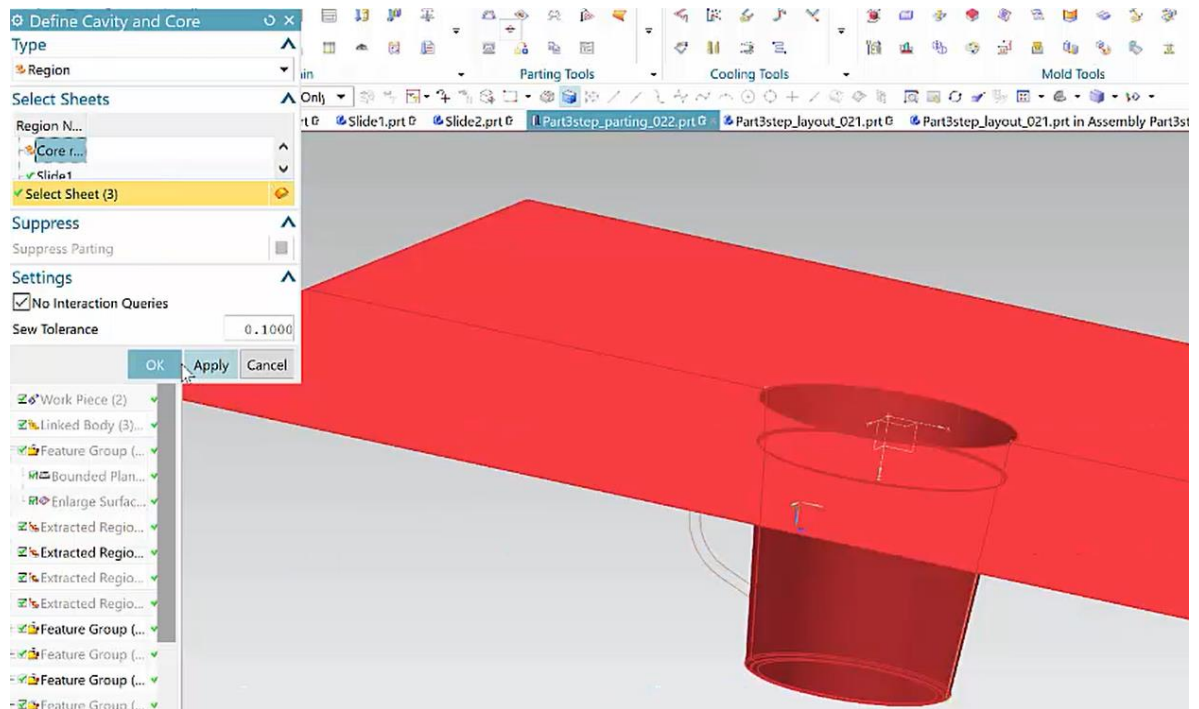 Define Cavity and Core
Type
Region
Select Sheets
Region N...
Core r...
Slide1
Select Sheet (3)
Suppress
Suppress Parting
Settings
No Interaction Queries
Sew Tolerance 0.1000
OK Apply Cancel
Work Piece (2)
Linked Body (3)...
Feature Group (...
Bounded Plan...
Enlarge Surfac...
Extracted Regio...
Extracted Regio...
Extracted Regio...
Extracted Regio...
Feature Group (...
Feature Group (...
Feature Group (...
Feature Group (...
Parting Tools Cooling Tools Mold Tools
Only
Slide1.prt Slide2.prt Part3step_parting_022.prt Part3step_layout_021.prt Part3step_layout_021.prt in Assembly Part3st